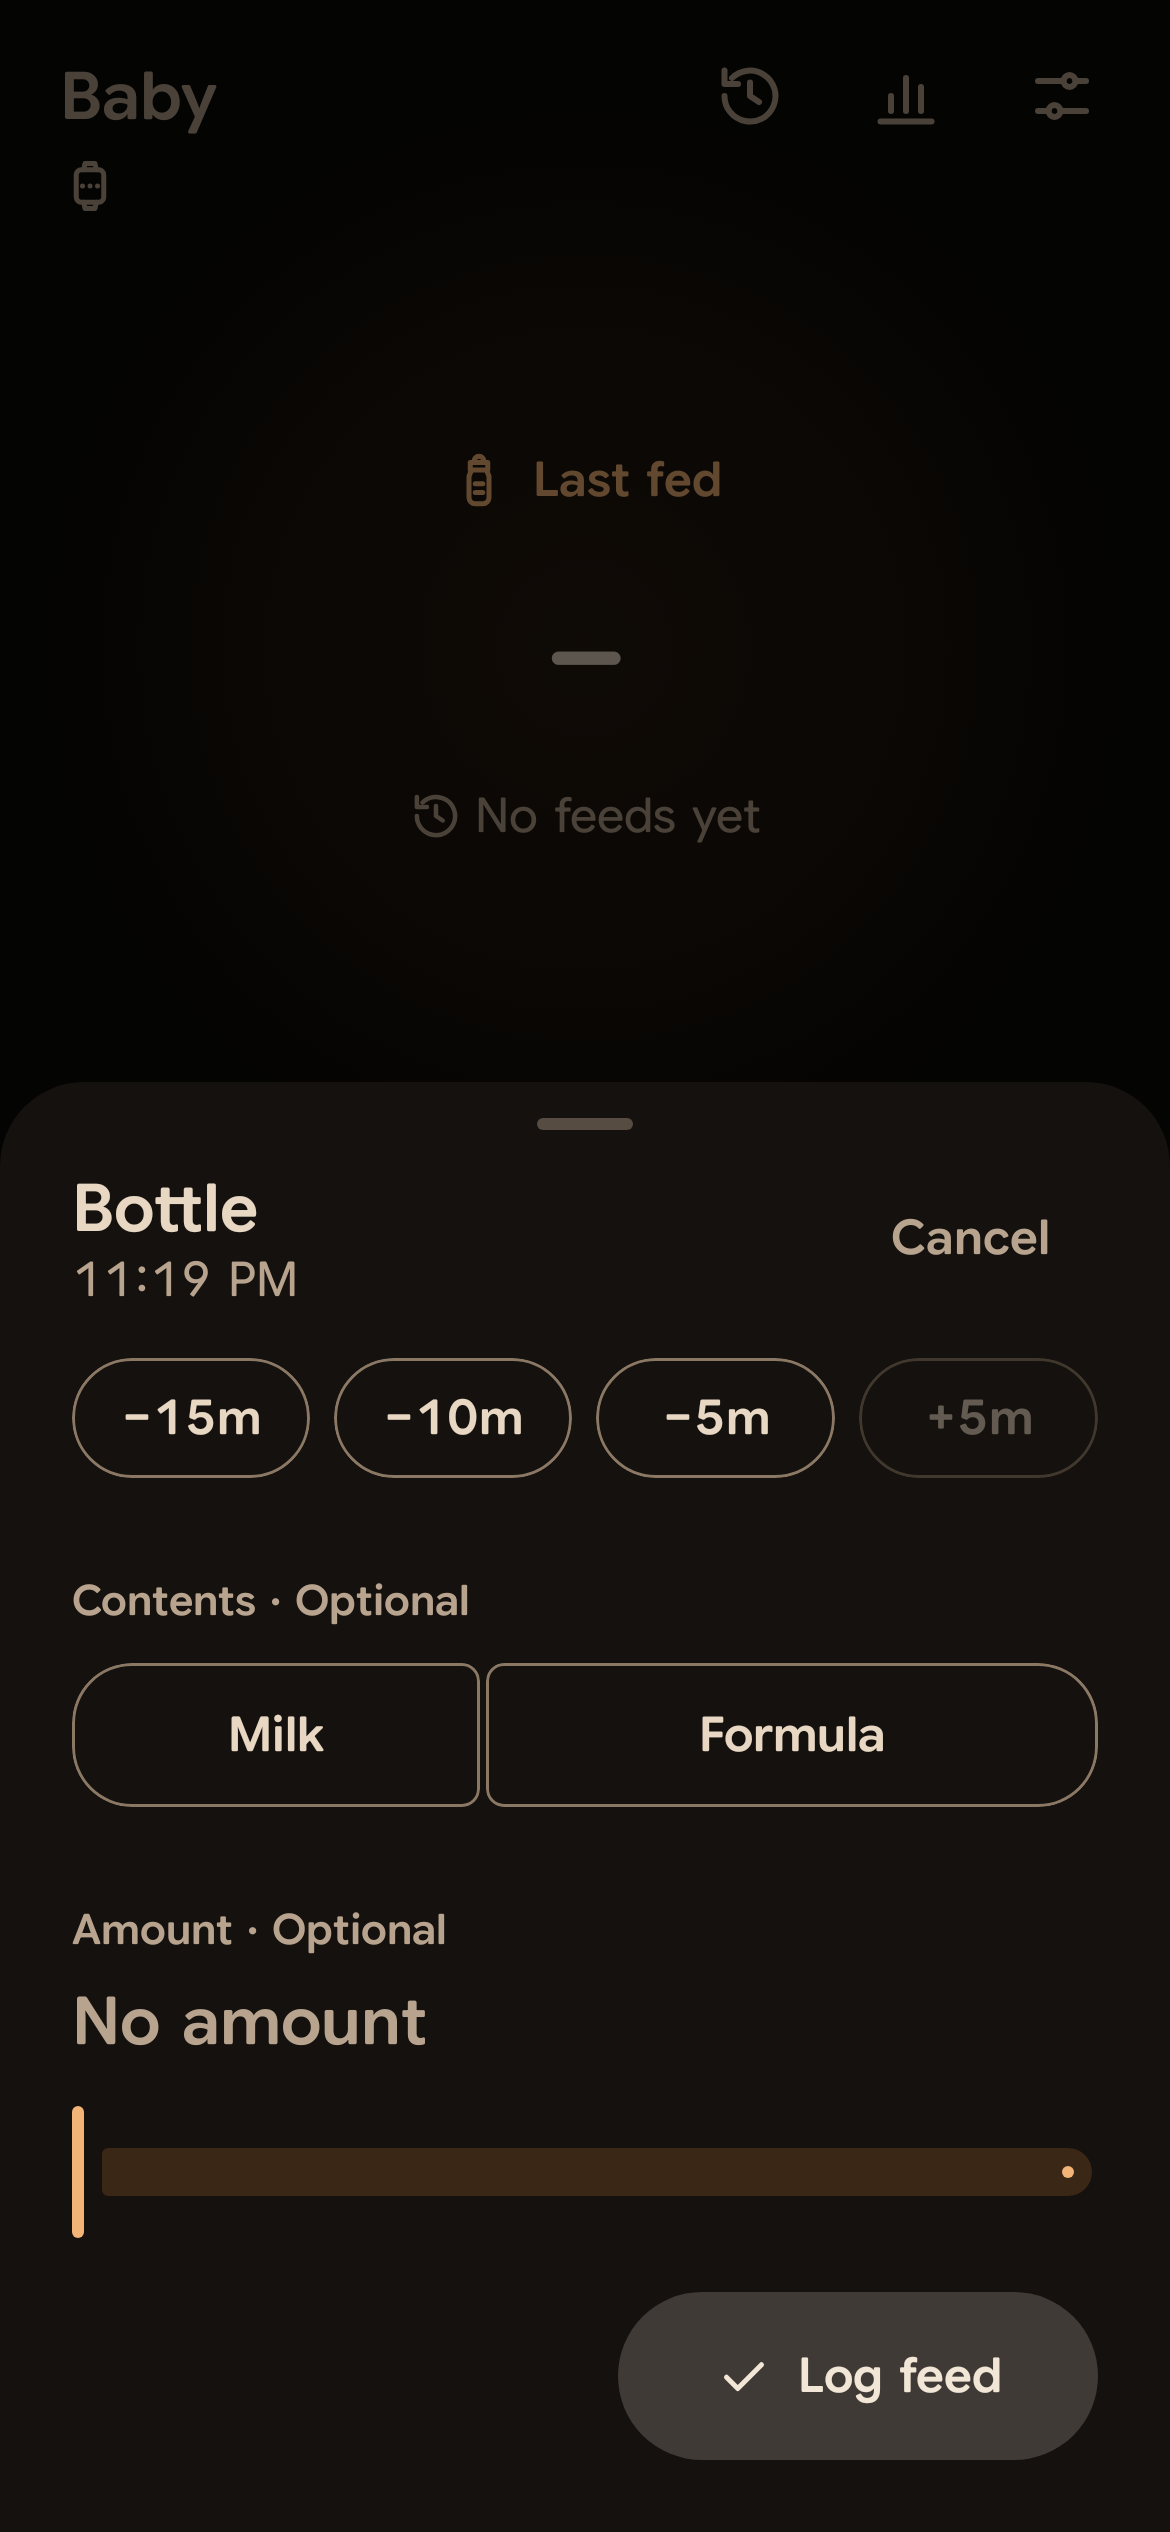 Baby
Last fed
–
No feeds yet
Bottle
11:19 PM
Cancel
−15m
−10m
−5m
+5m
Contents · Optional
Milk
Formula
Amount · Optional
No amount
Log feed